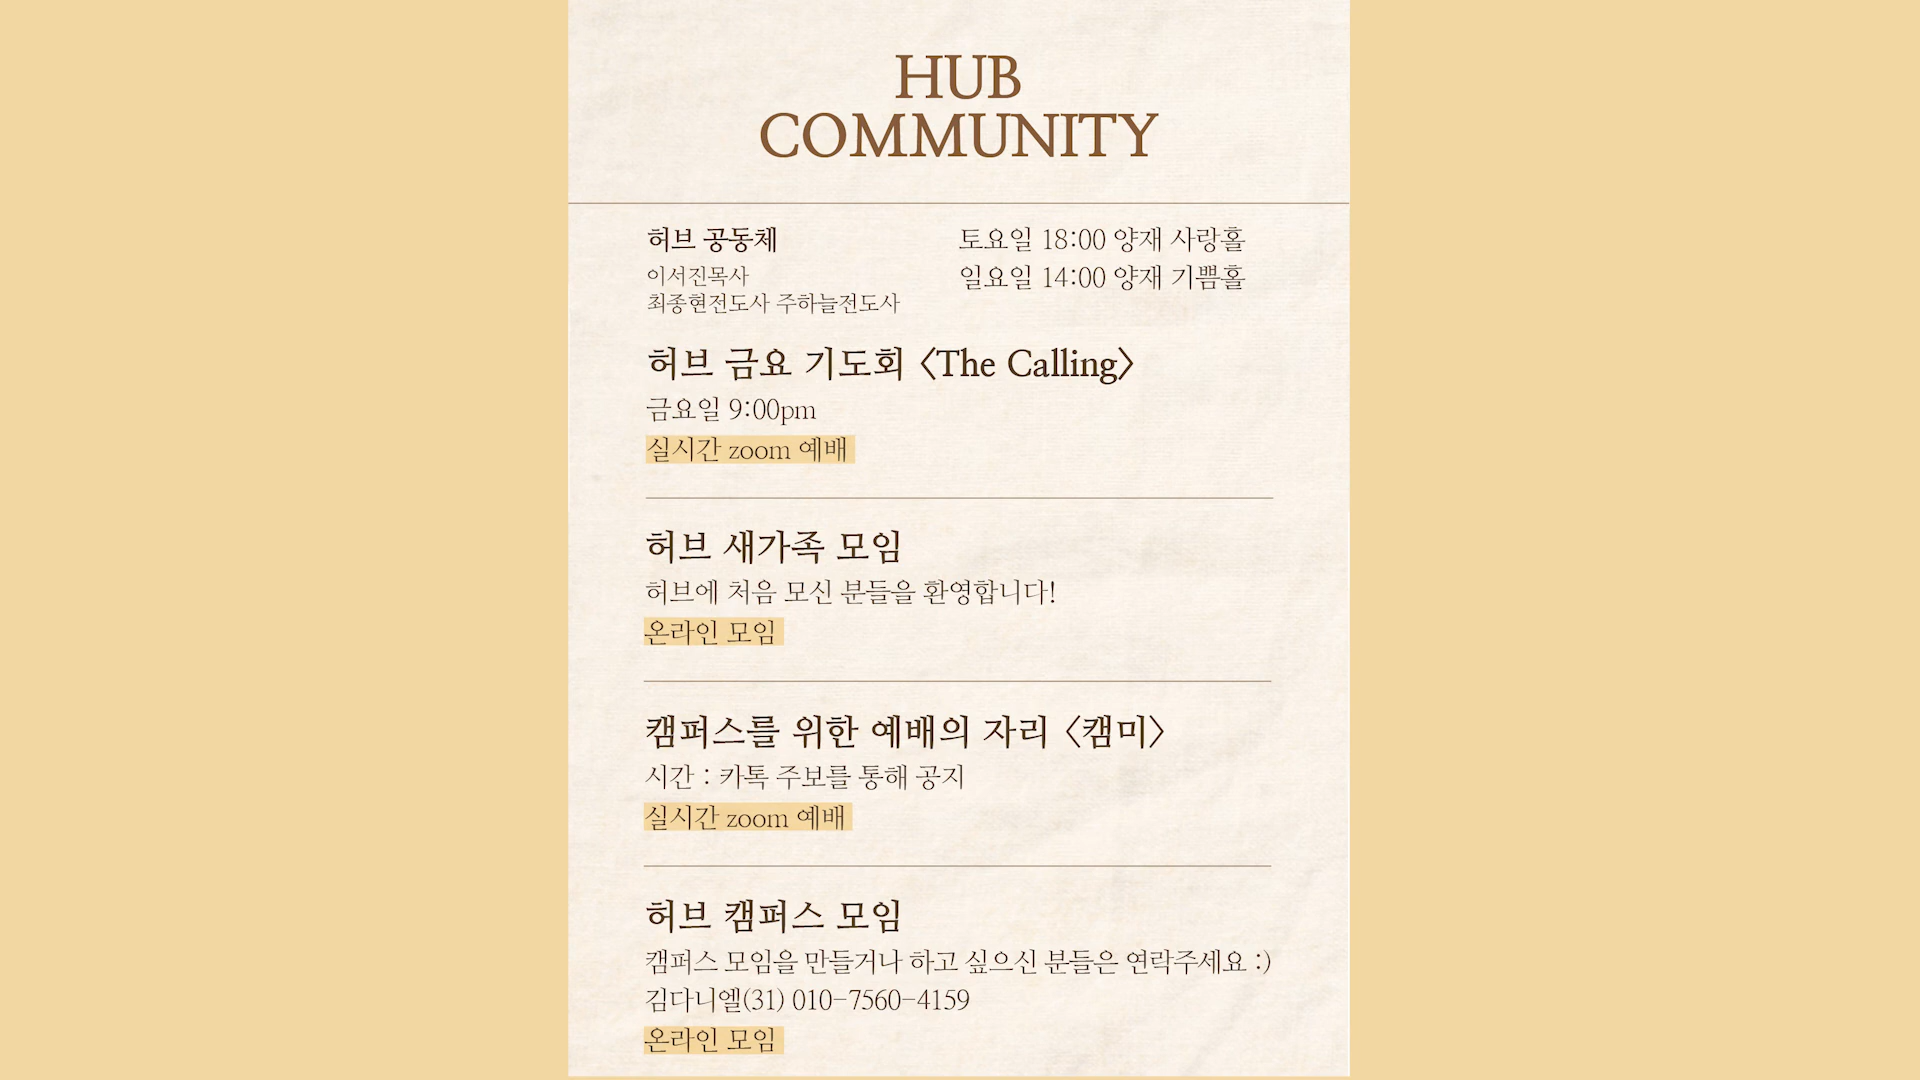 HUB
COMMUNITY
허브 공동체
이서진목사
최종현전도사 주하늘전도사
토요일 18:00 양재 사랑홀
일요일 14:00 양재 기쁨홀
허브 금요 기도회 〈The Calling〉
금요일 9:00pm
실시간 zoom 예배
허브 새가족 모임
허브에 처음 모신 분들을 환영합니다!
온라인 모임
캠퍼스를 위한 예배의 자리 〈캠미〉
시간 : 카톡 주보를 통해 공지
실시간 zoom 예배
허브 캠퍼스 모임
캠퍼스 모임을 만들거나 하고 싶으신 분들은 연락주세요 :)
김다니엘(31) 010-7560-4159
온라인 모임